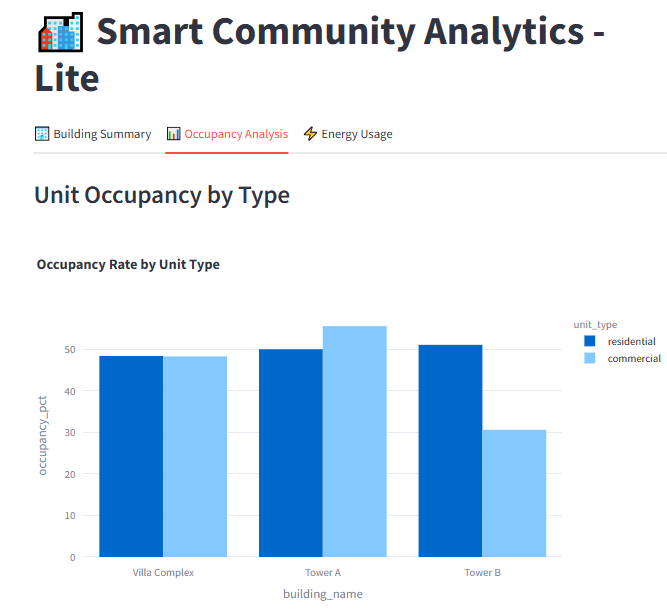 Smart Community Analytics -
Lite
Building Summary
Occupancy Analysis
Energy Usage
Unit Occupancy by Type
Occupancy Rate by Unit Type
unit_type
residential
commercial
occupancy_pct
50
40
30
20
10
0
Villa Complex
Tower A
Tower B
building_name